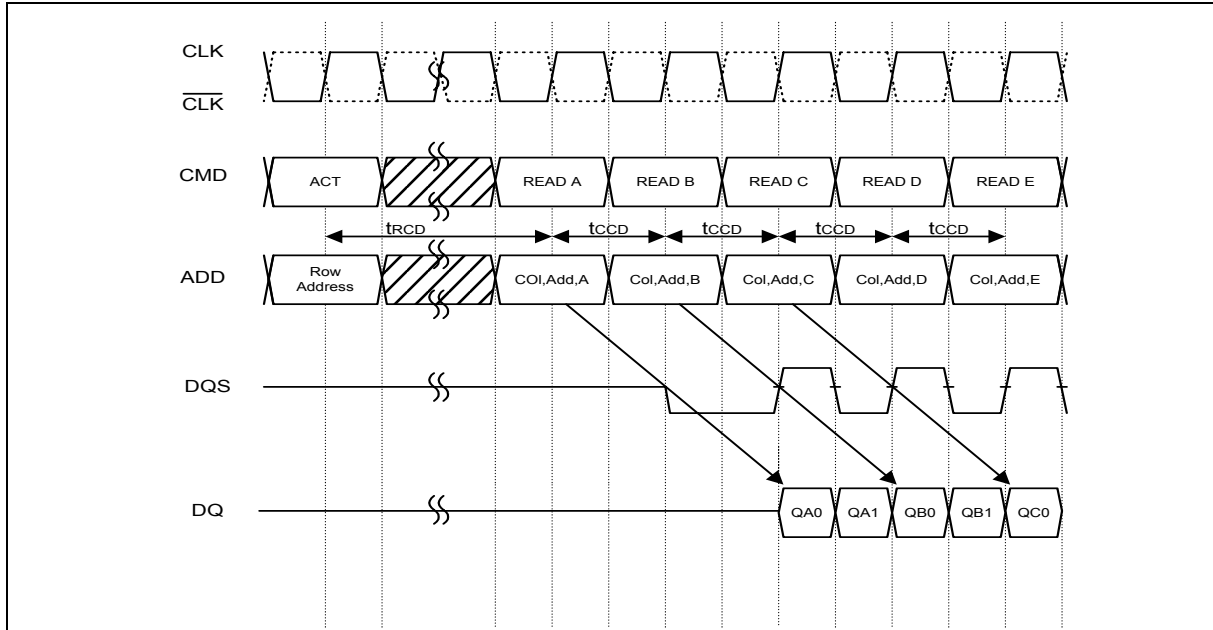 CLK
CLK
CMD
ACT
READ A
READ B
READ C
READ D
READ E
tRCD
tCCD
tCCD
tCCD
tCCD
ADD
Row
Address
COl,Add,A
Col,Add,B
Col,Add,C
Col,Add,D
Col,Add,E
DQS
DQ
QA0
QA1
QB0
QB1
QC0